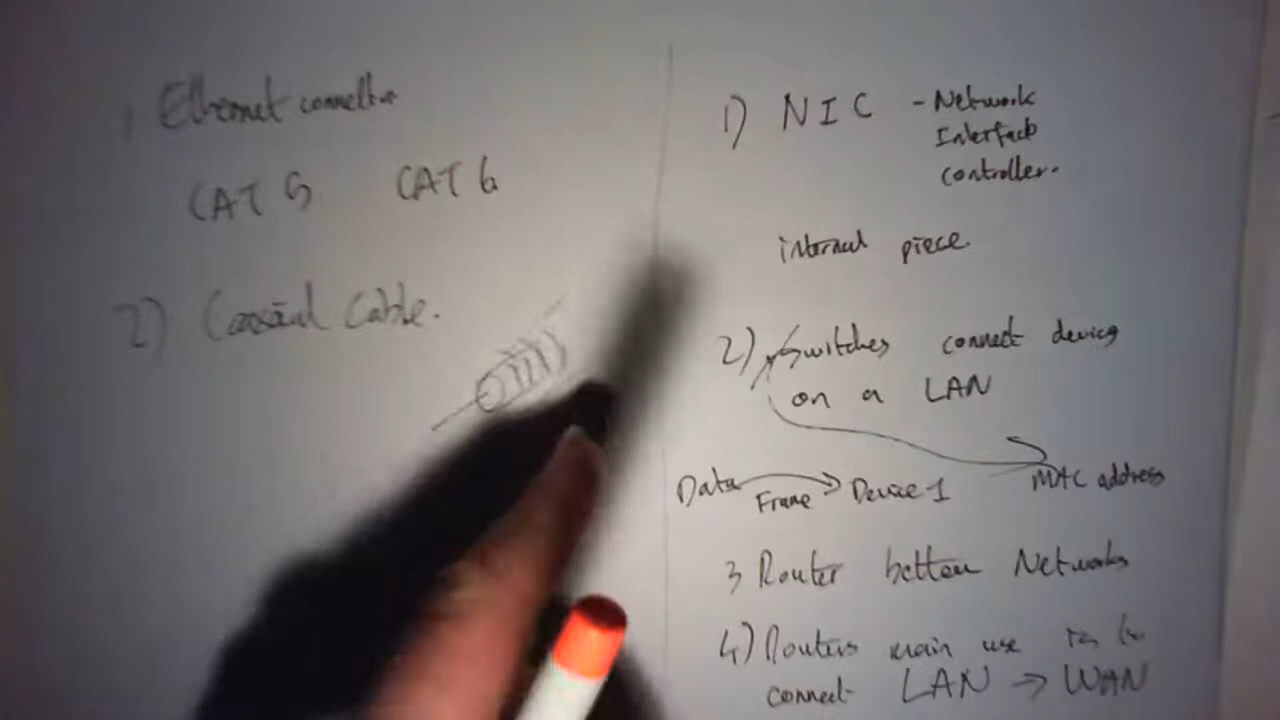 Ethernet connector
CAT 5 CAT 6
2) Coaxial Cable.
1) NIC - Network
Interface
controller.
internal piece.
2) Switches connect devices
on a LAN
Data Frame Device 1 MAC address
3 Router between Networks
4) Routers main use is to
connect LAN → WAN